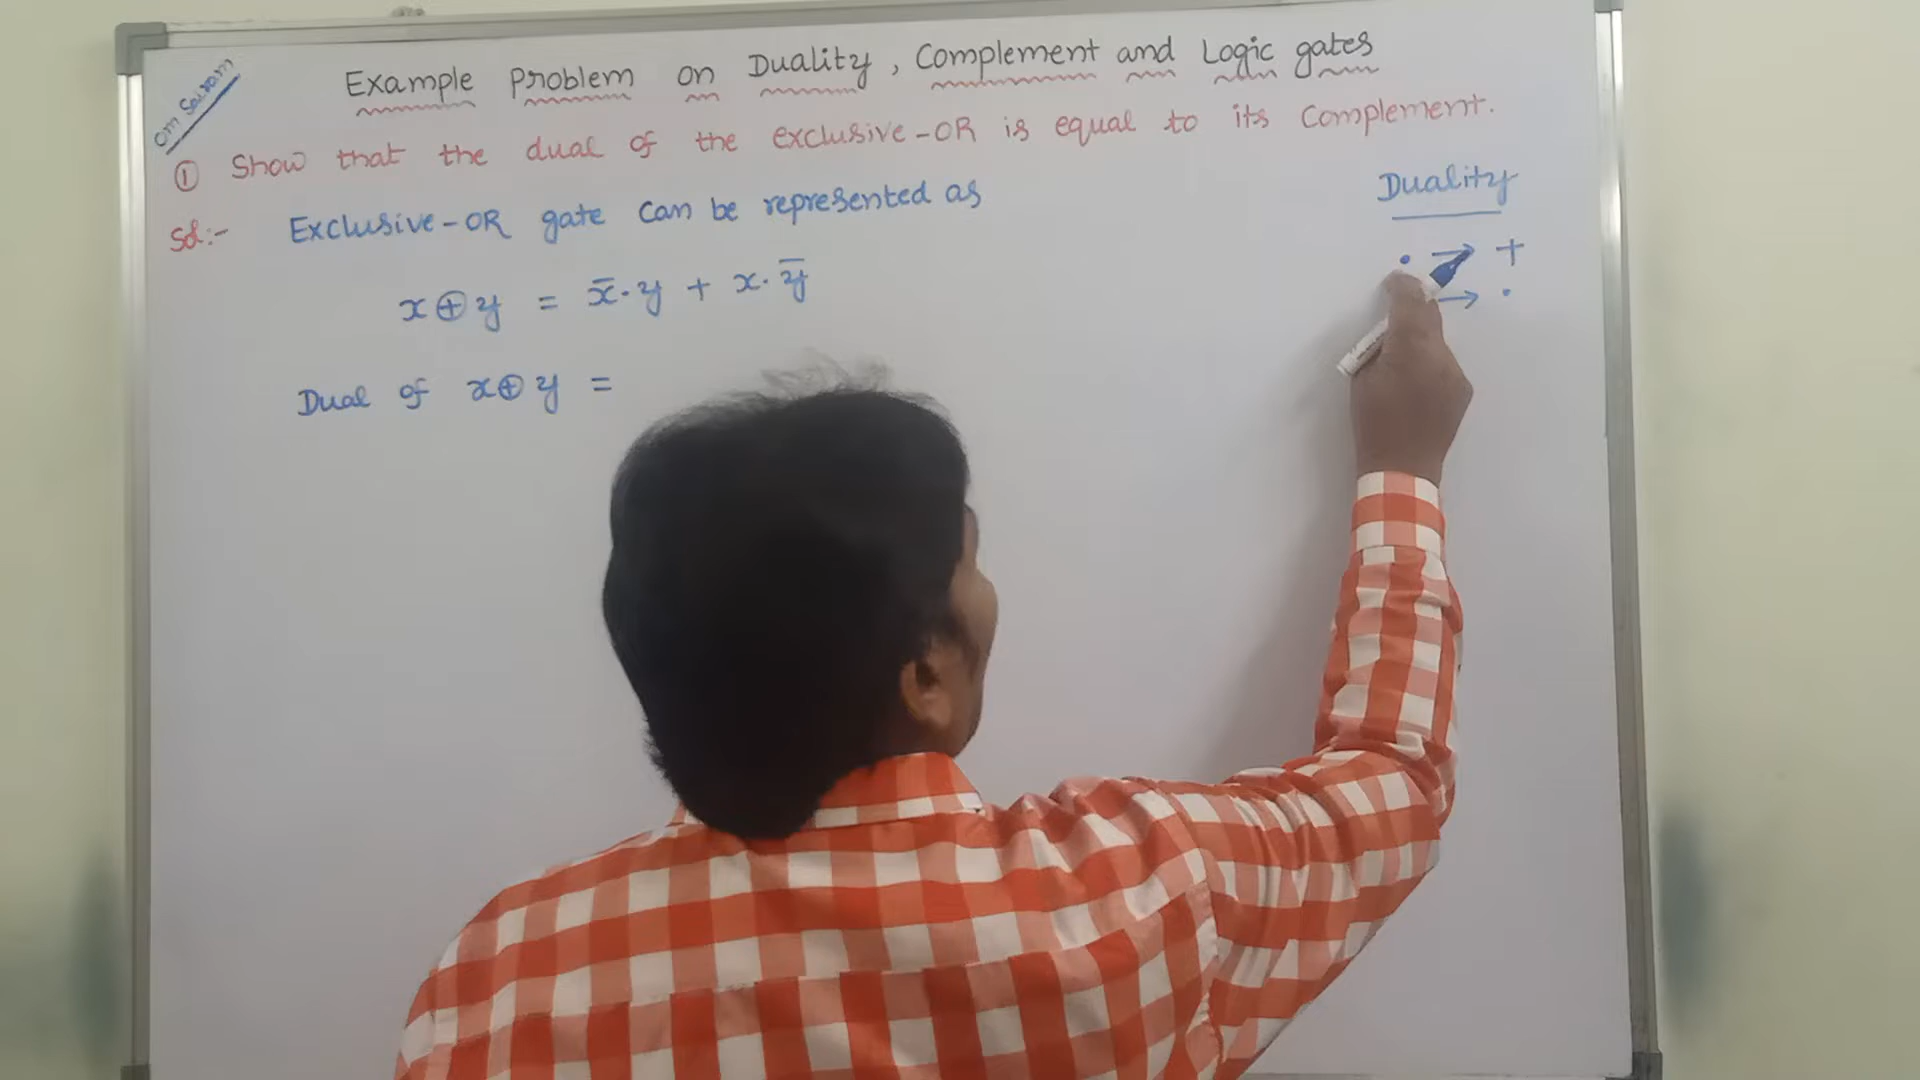 Om Sairam
Example Problem on Duality, Complement and Logic gates
① Show that the dual of the exclusive-OR is equal to its Complement.
Sol:- Exclusive-OR gate can be represented as
x⊕y = x̅·y + x·y̅
Dual of x⊕y =
Duality
· → +
→ ·